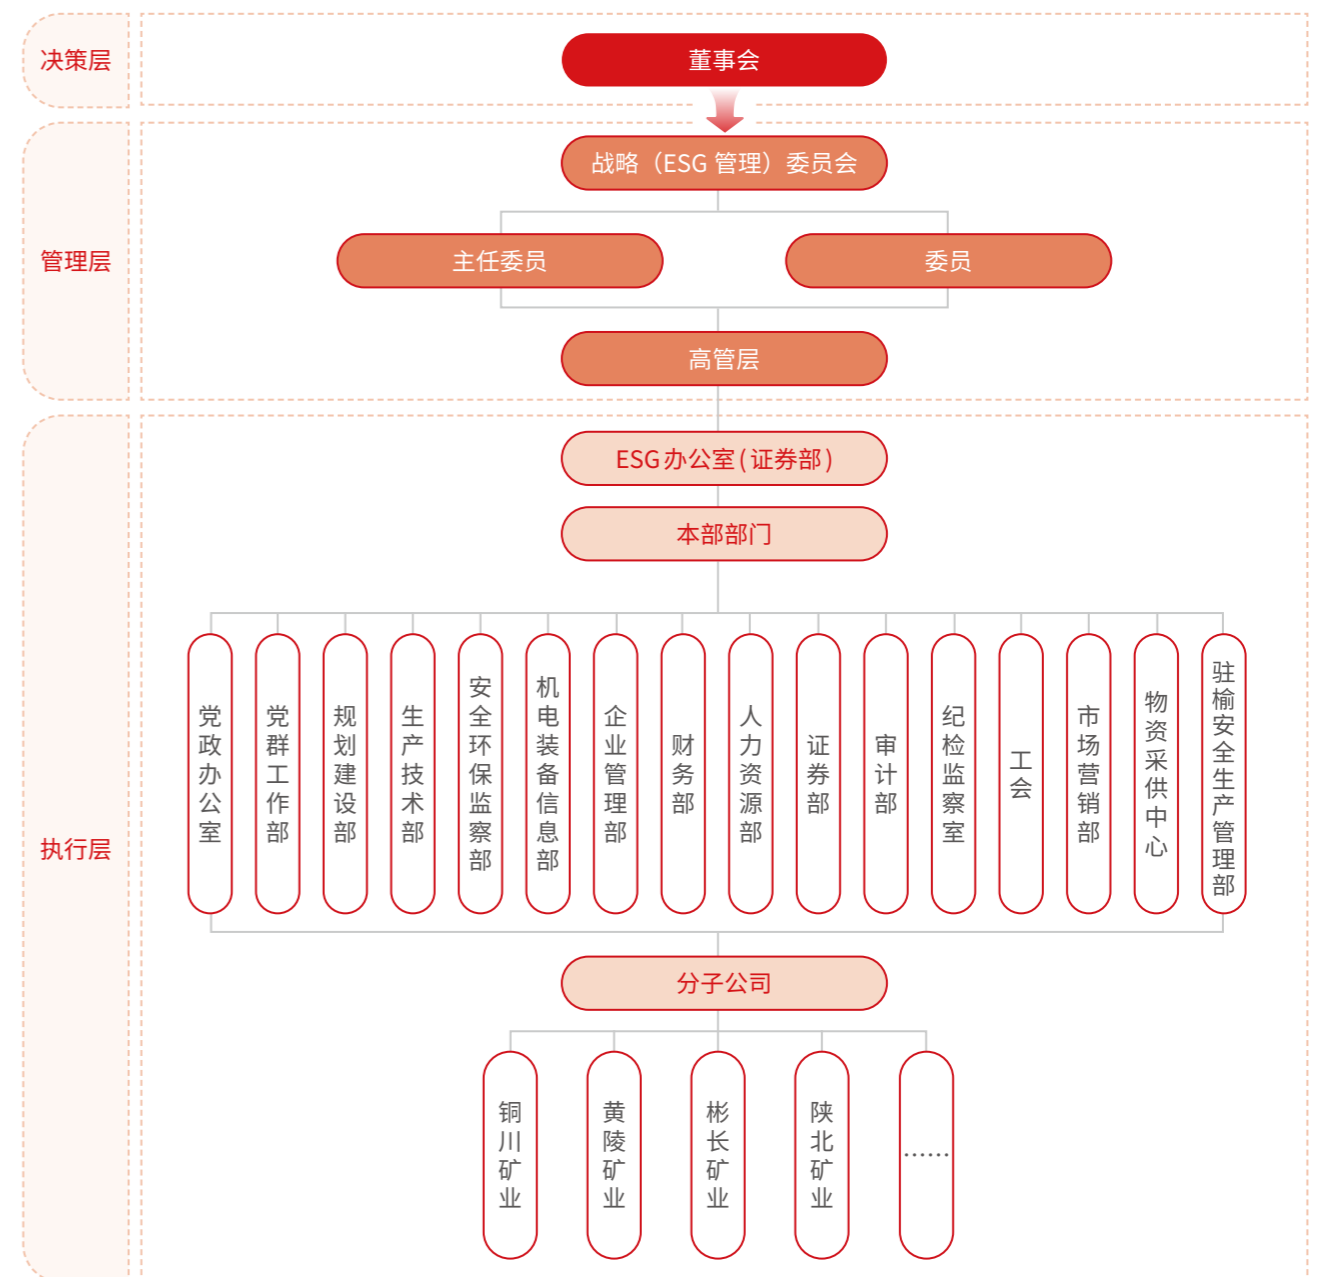 决策层
董事会
管理层
战略（ESG 管理）委员会
主任委员
委员
高管层
执行层
ESG办公室(证券部)
本部部门
党政办公室
党群工作部
规划建设部
生产技术部
安全环保监察部
机电装备信息部
企业管理部
财务部
人力资源部
证券部
审计部
纪检监察室
工会
市场营销部
物资采供中心
驻榆安全生产管理部
分子公司
铜川矿业
黄陵矿业
彬长矿业
陕北矿业
……